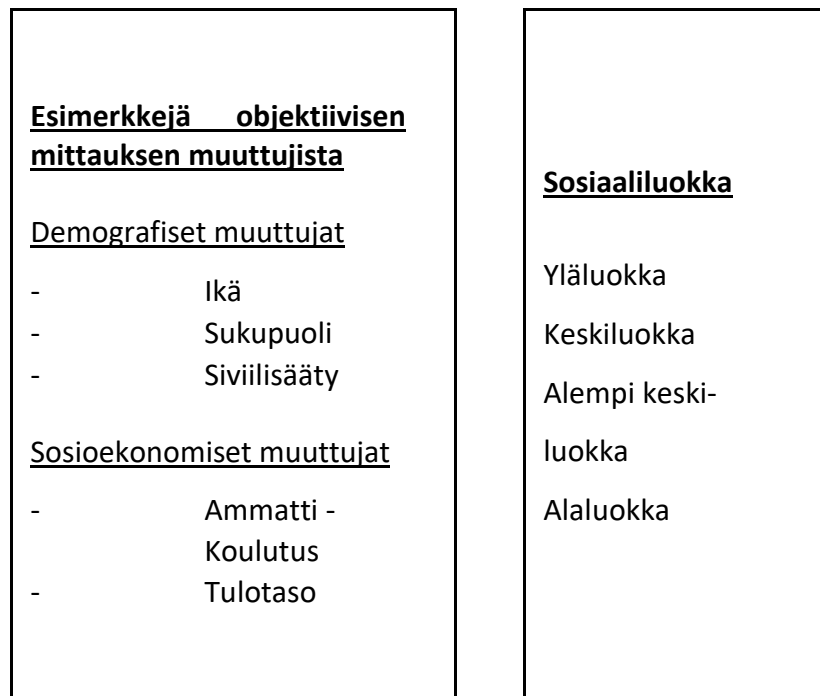 Esimerkkejä objektiivisen
mittauksen muuttujista
Demografiset muuttujat
- Ikä
- Sukupuoli
- Siviilisääty
Sosioekonomiset muuttujat
- Ammatti -
Koulutus
- Tulotaso
Sosiaaliluokka
Yläluokka
Keskiluokka
Alempi keski-
luokka
Alaluokka